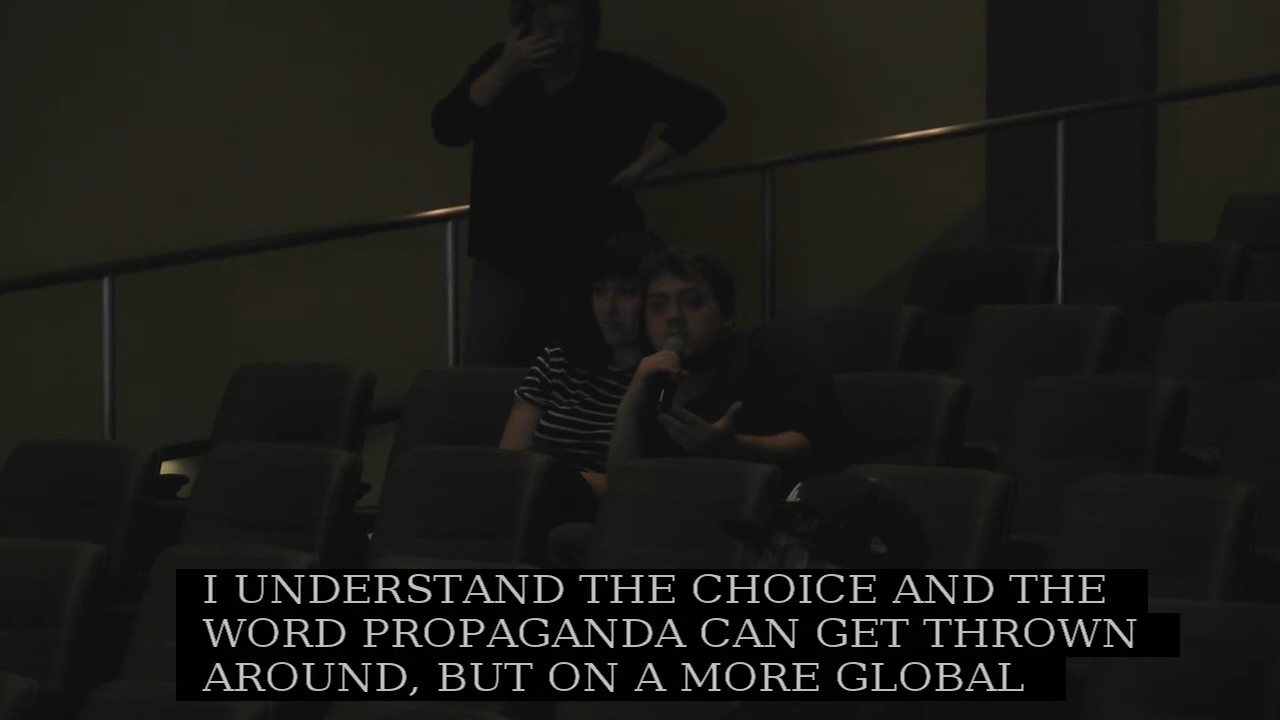 I UNDERSTAND THE CHOICE AND THE
WORD PROPAGANDA CAN GET THROWN
AROUND, BUT ON A MORE GLOBAL